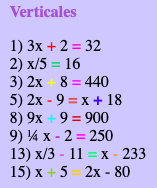 Verticales
1) 3x + 2 = 32
2) x/5 = 16
3) 2x + 8 = 440
5) 2x - 9 = x + 18
8) 9x + 9 = 900
9) ¼ x - 2 = 250
13) x/3 - 11 = x - 233
15) x + 5 = 2x - 80